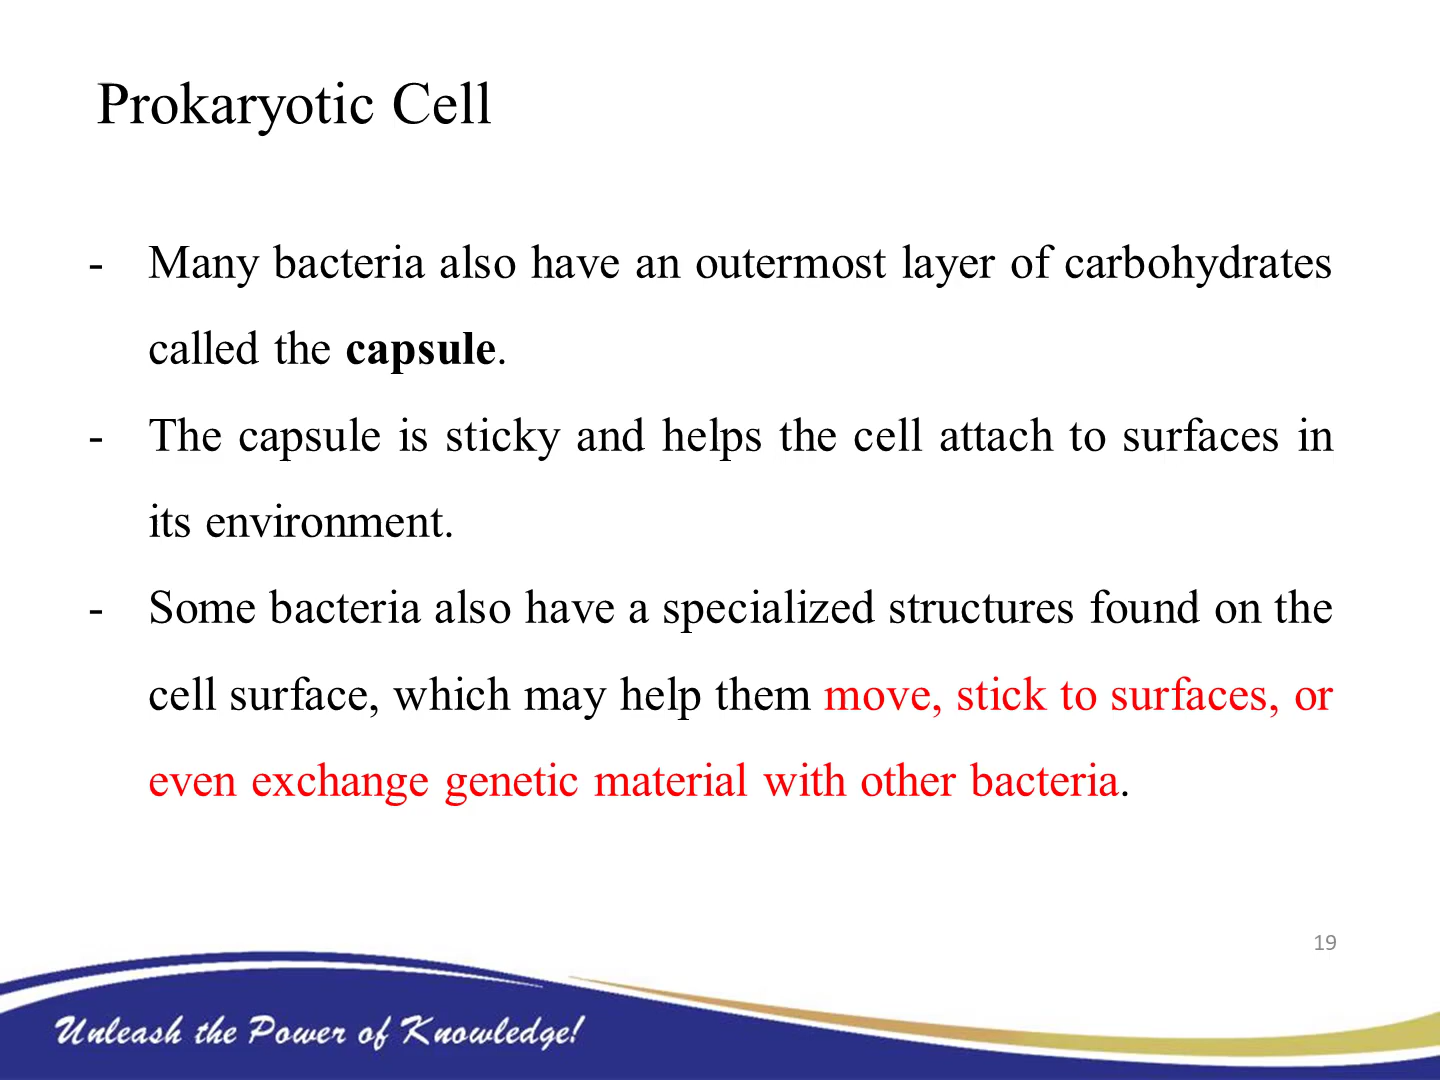 Prokaryotic Cell
- Many bacteria also have an outermost layer of carbohydrates
called the capsule.
- The capsule is sticky and helps the cell attach to surfaces in
its environment.
- Some bacteria also have a specialized structures found on the
cell surface, which may help them move, stick to surfaces, or
even exchange genetic material with other bacteria.
19
Unleash the Power of Knowledge!